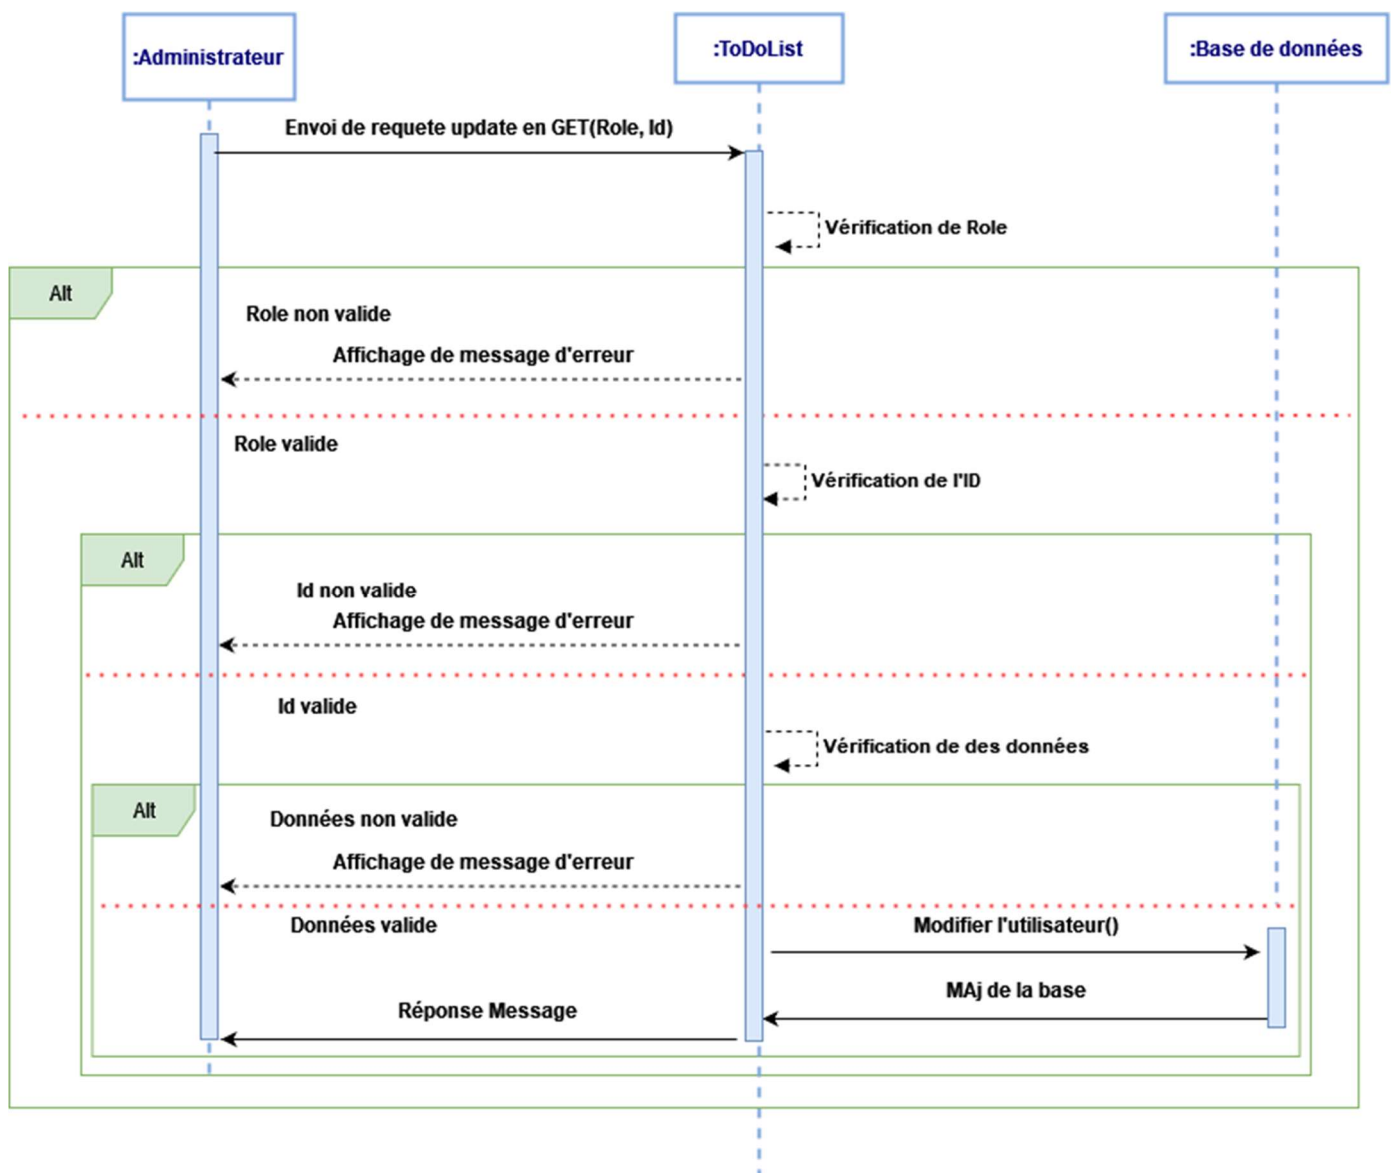 :Administrateur
:ToDoList
:Base de données
Envoi de requete update en GET(Role, Id)
Vérification de Role
Alt
Role non valide
Affichage de message d'erreur
Role valide
Vérification de l'ID
Alt
Id non valide
Affichage de message d'erreur
Id valide
Vérification de des données
Alt
Données non valide
Affichage de message d'erreur
Données valide
Modifier l'utilisateur()
MAj de la base
Réponse Message